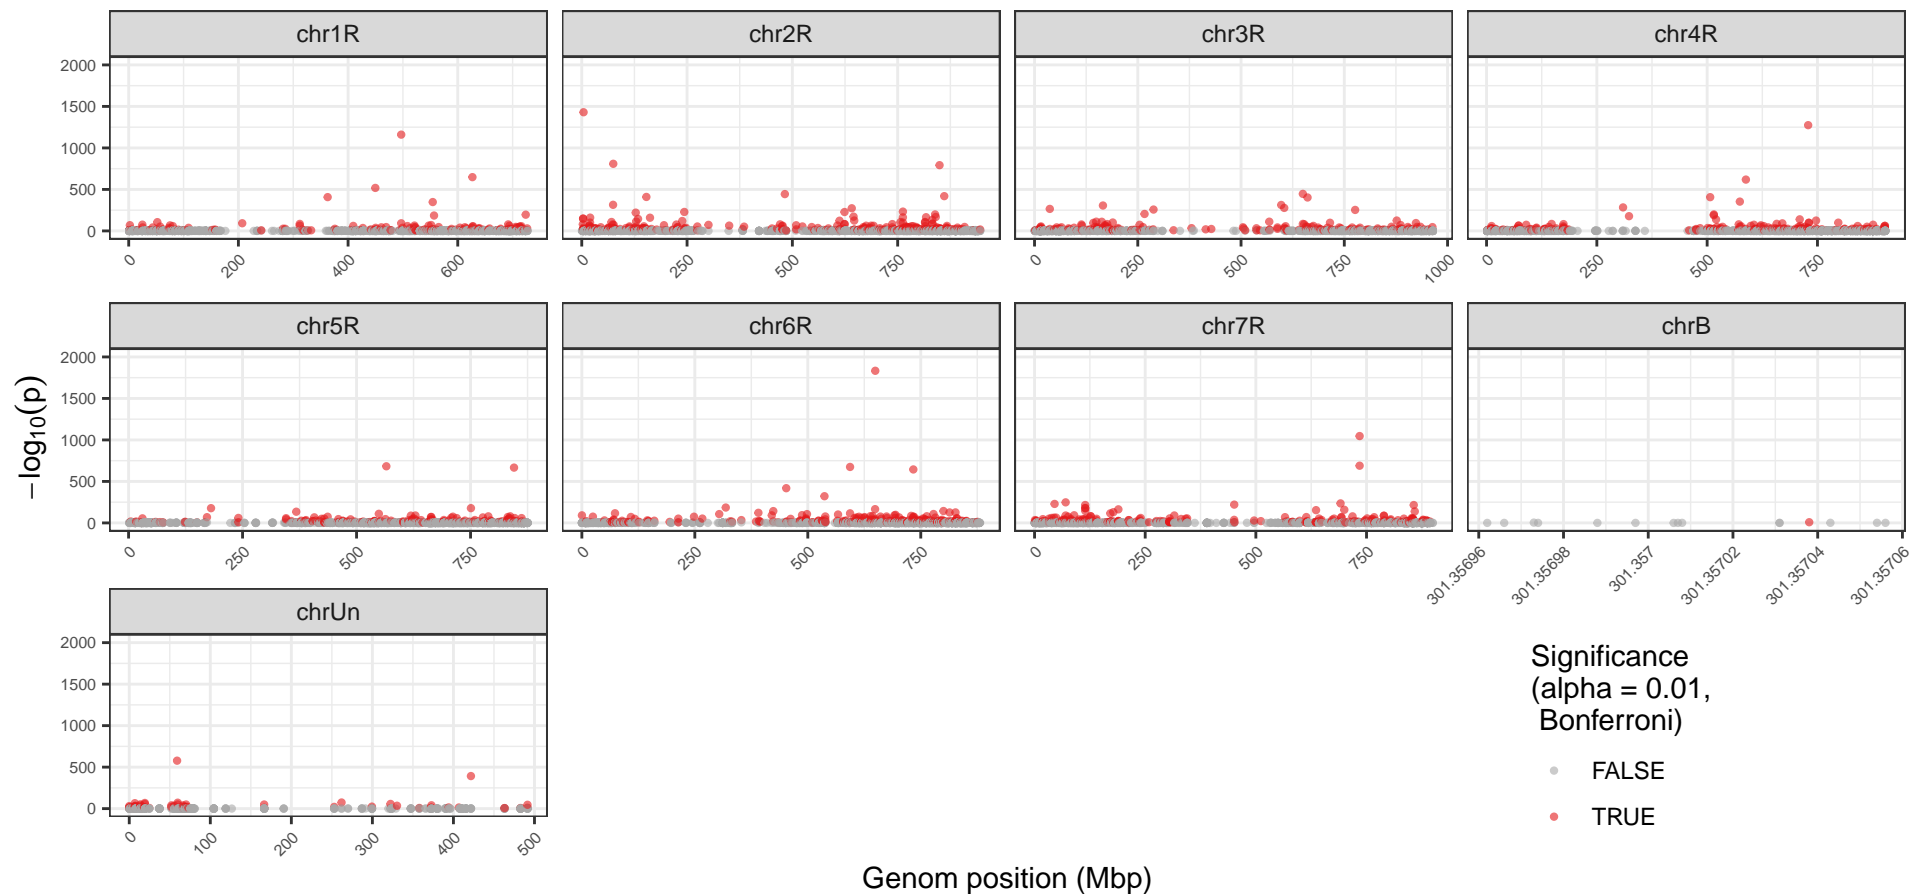 chr1R
chr2R
chr3R
chr4R
2000
1500
1000
500
0
0 200 400 600
0 250 500 750
0 250 500 750 1000
0 250 500 750
chr5R
chr6R
chr7R
chrB
2000
1500
1000
500
0
0 250 500 750
0 250 500 750
0 250 500 750
301.35696 301.35698 301.357 301.35702 301.35704 301.35706
chrUn
2000
1500
1000
500
0
0 100 200 300 400 500
−log₁₀(p)
Genom position (Mbp)
Significance
(alpha = 0.01,
Bonferroni)
FALSE
TRUE